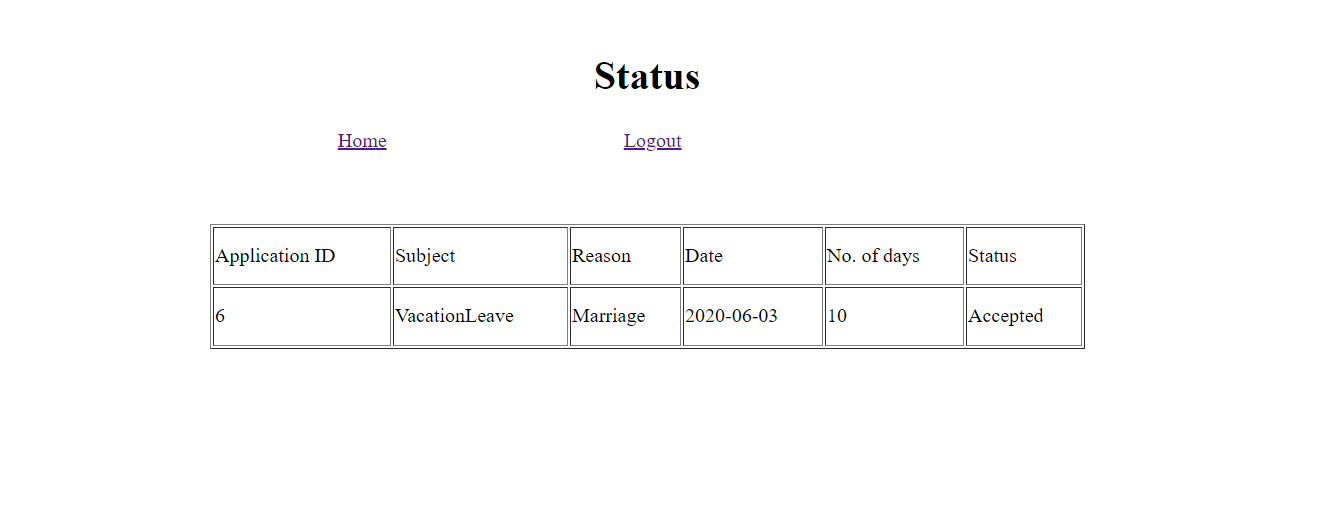 Status
Home Logout
Application ID Subject Reason Date No. of days Status
6 VacationLeave Marriage 2020-06-03 10 Accepted